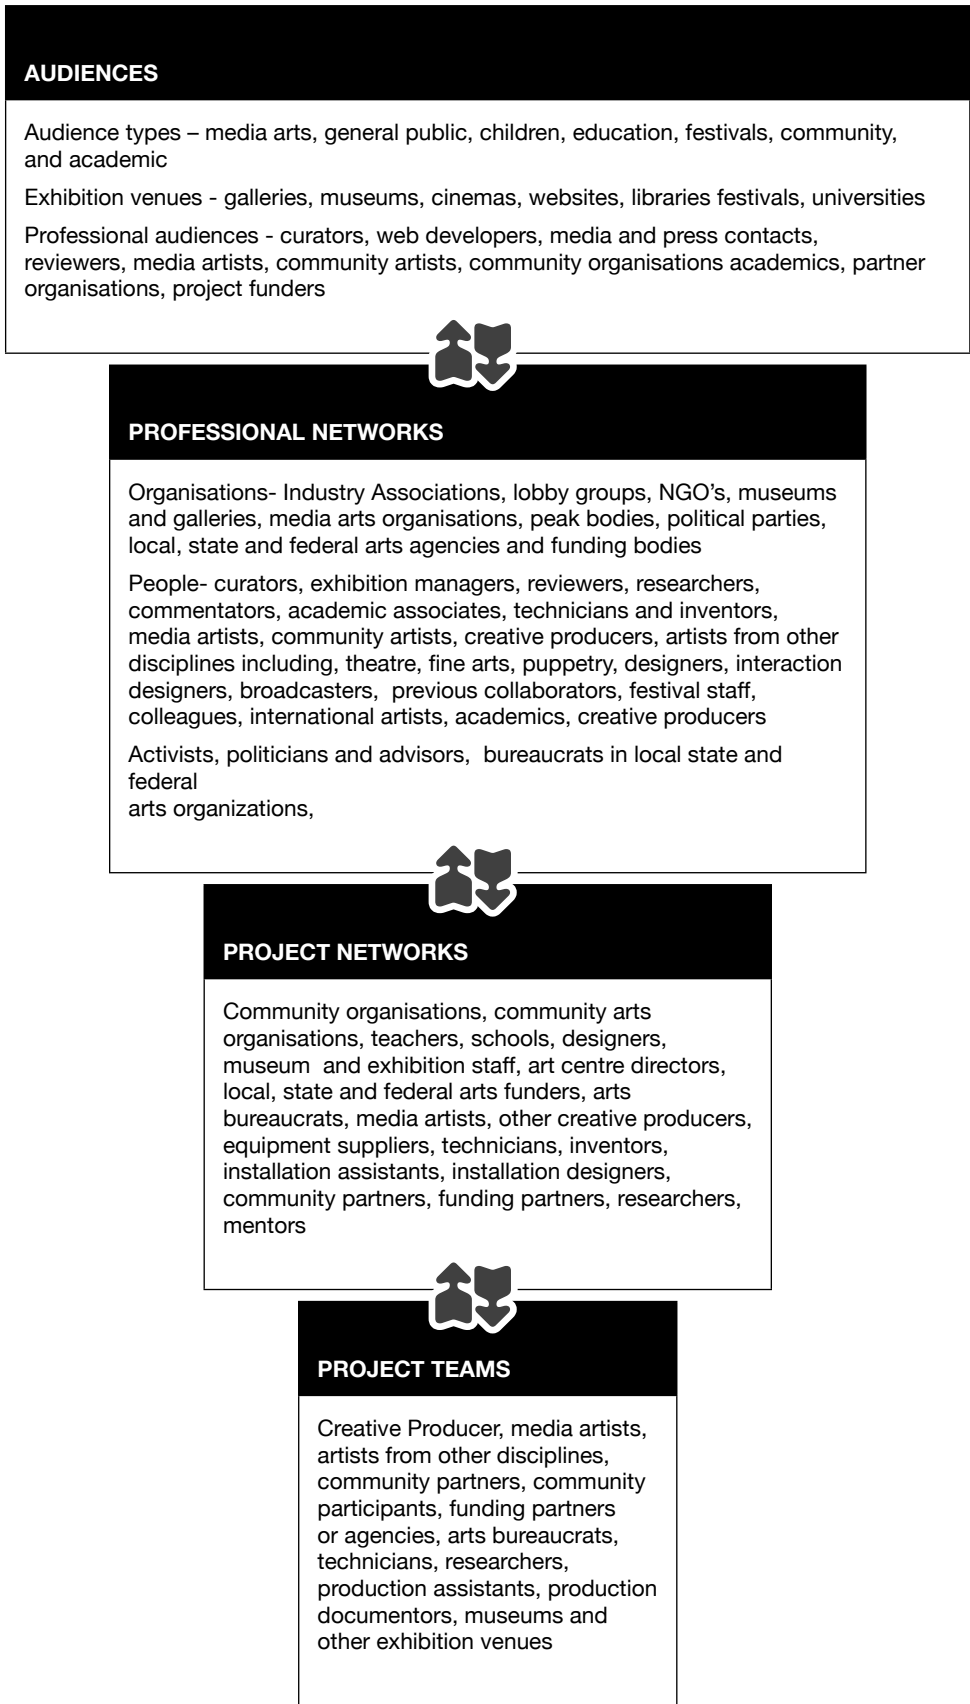 AUDIENCES
Audience types – media arts, general public, children, education, festivals, community,
and academic
Exhibition venues - galleries, museums, cinemas, websites, libraries festivals, universities
Professional audiences - curators, web developers, media and press contacts,
reviewers, media artists, community artists, community organisations academics, partner
organisations, project funders
PROFESSIONAL NETWORKS
Organisations- Industry Associations, lobby groups, NGO’s, museums
and galleries, media arts organisations, peak bodies, political parties,
local, state and federal arts agencies and funding bodies
People- curators, exhibition managers, reviewers, researchers,
commentators, academic associates, technicians and inventors,
media artists, community artists, creative producers, artists from other
disciplines including, theatre, fine arts, puppetry, designers, interaction
designers, broadcasters,  previous collaborators, festival staff,
colleagues, international artists, academics, creative producers
Activists, politicians and advisors,  bureaucrats in local state and
federal
arts organizations,
PROJECT NETWORKS
Community organisations, community arts
organisations, teachers, schools, designers,
museum  and exhibition staff, art centre directors,
local, state and federal arts funders, arts
bureaucrats, media artists, other creative producers,
equipment suppliers, technicians, inventors,
installation assistants, installation designers,
community partners, funding partners, researchers,
mentors
PROJECT TEAMS
Creative Producer, media artists,
artists from other disciplines,
community partners, community
participants, funding partners
or agencies, arts bureaucrats,
technicians, researchers,
production assistants, production
documentors, museums and
other exhibition venues